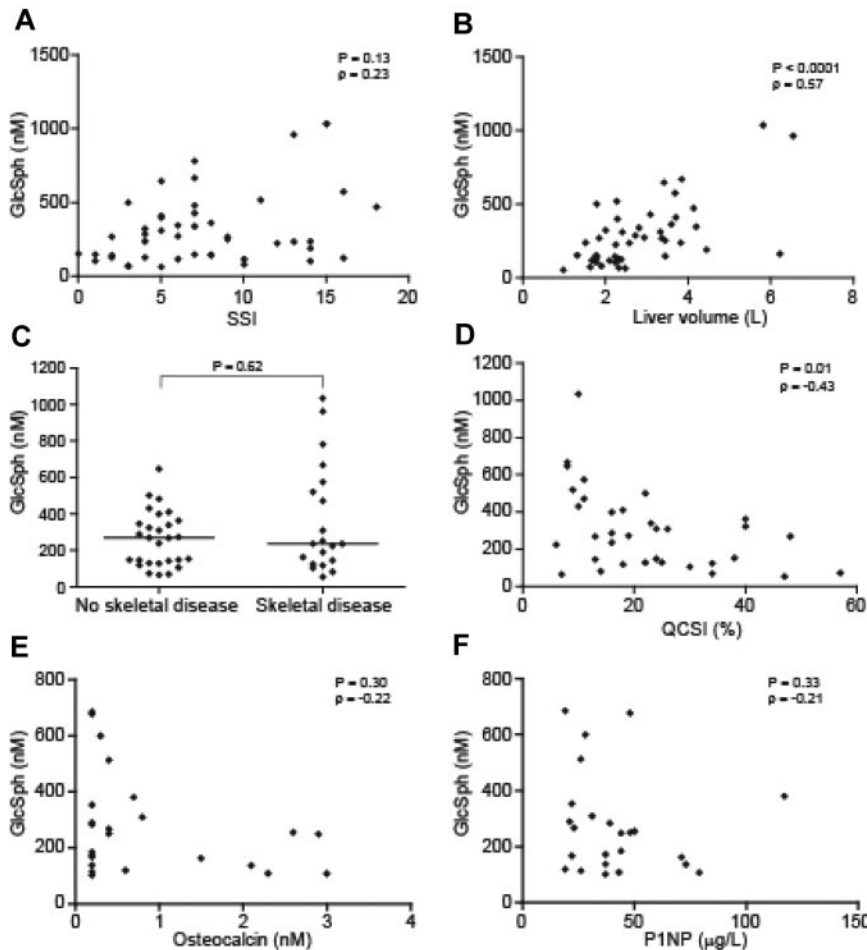 A
P = 0.13
ρ = 0.23
GlcSph (nM)
1500
1000
500
0
0 5 10 15 20
SSI
B
P < 0.0001
ρ = 0.57
GlcSph (nM)
1500
1000
500
0
0 2 4 6 8
Liver volume (L)
C
P = 0.62
GlcSph (nM)
1200
1000
800
600
400
200
0
No skeletal disease Skeletal disease
D
P = 0.01
ρ = -0.43
GlcSph (nM)
1200
1000
800
600
400
200
0
0 20 40 60
QCSI (%)
E
P = 0.30
ρ = -0.22
GlcSph (nM)
800
600
400
200
0
0 1 2 3 4
Osteocalcin (nM)
F
P = 0.33
ρ = -0.21
GlcSph (nM)
800
600
400
200
0
0 50 100 150
P1NP (μg/L)